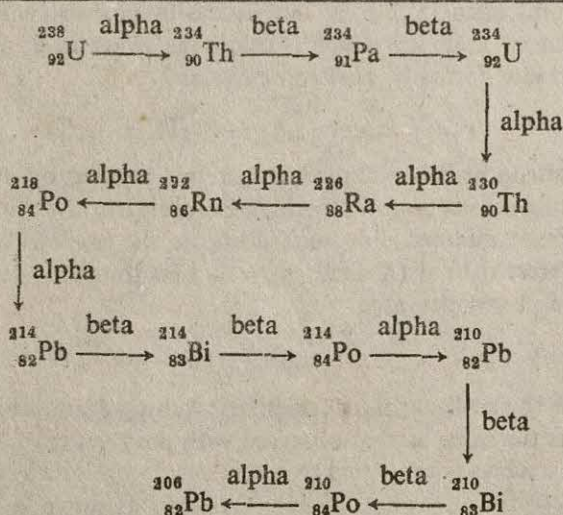 238 92U alpha 234 90Th beta 234 91Pa beta 234 92U
alpha
218 84Po alpha 222 86Rn alpha 226 88Ra alpha 230 90Th
alpha
214 82Pb beta 214 83Bi beta 214 84Po alpha 210 82Pb
beta
206 82Pb alpha 210 84Po beta 210 83Bi